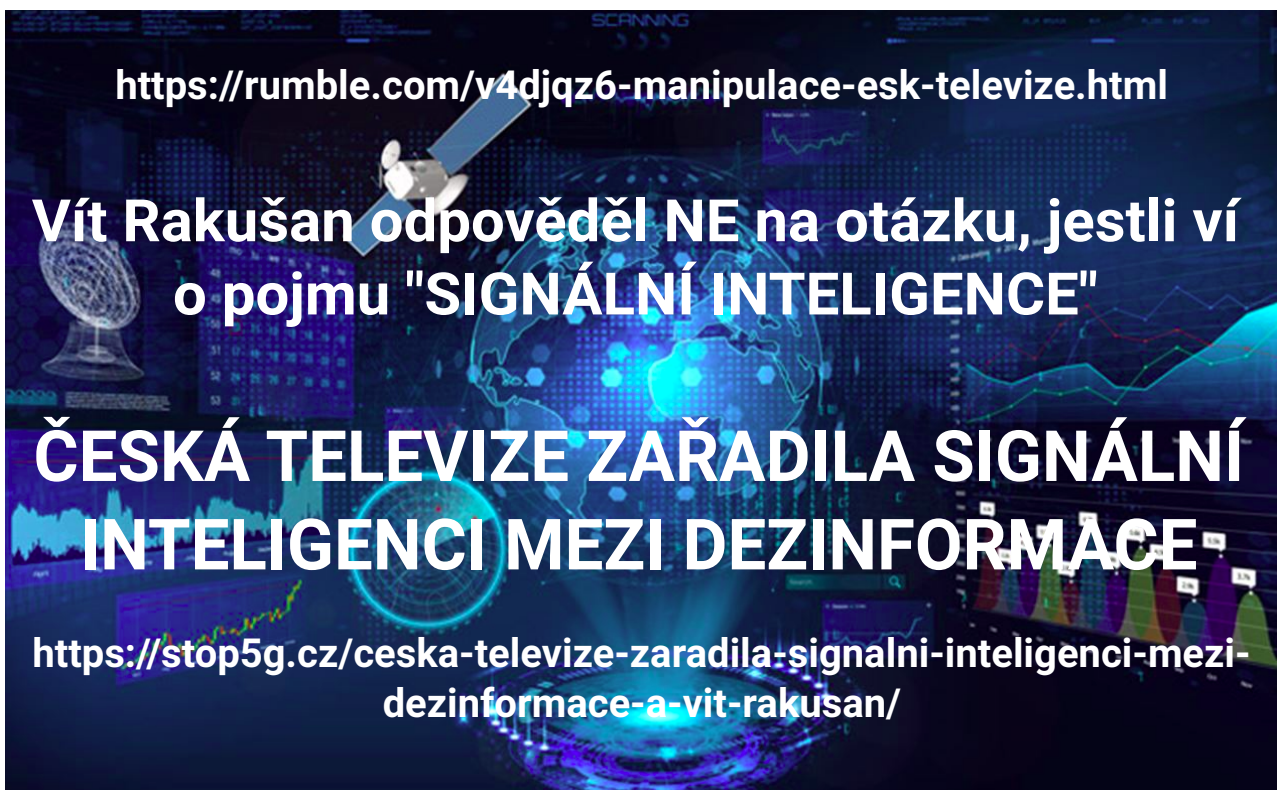 SCANNING
https://rumble.com/v4djqz6-manipulace-esk-televize.html
Vít Rakušan odpověděl NE na otázku, jestli ví
o pojmu "SIGNÁLNÍ INTELIGENCE"
ČESKÁ TELEVIZE ZAŘADILA SIGNÁLNÍ
INTELIGENCI MEZI DEZINFORMACE
Search
https://stop5g.cz/ceska-televize-zaradila-signalni-inteligenci-mezi-
dezinformace-a-vit-rakusan/